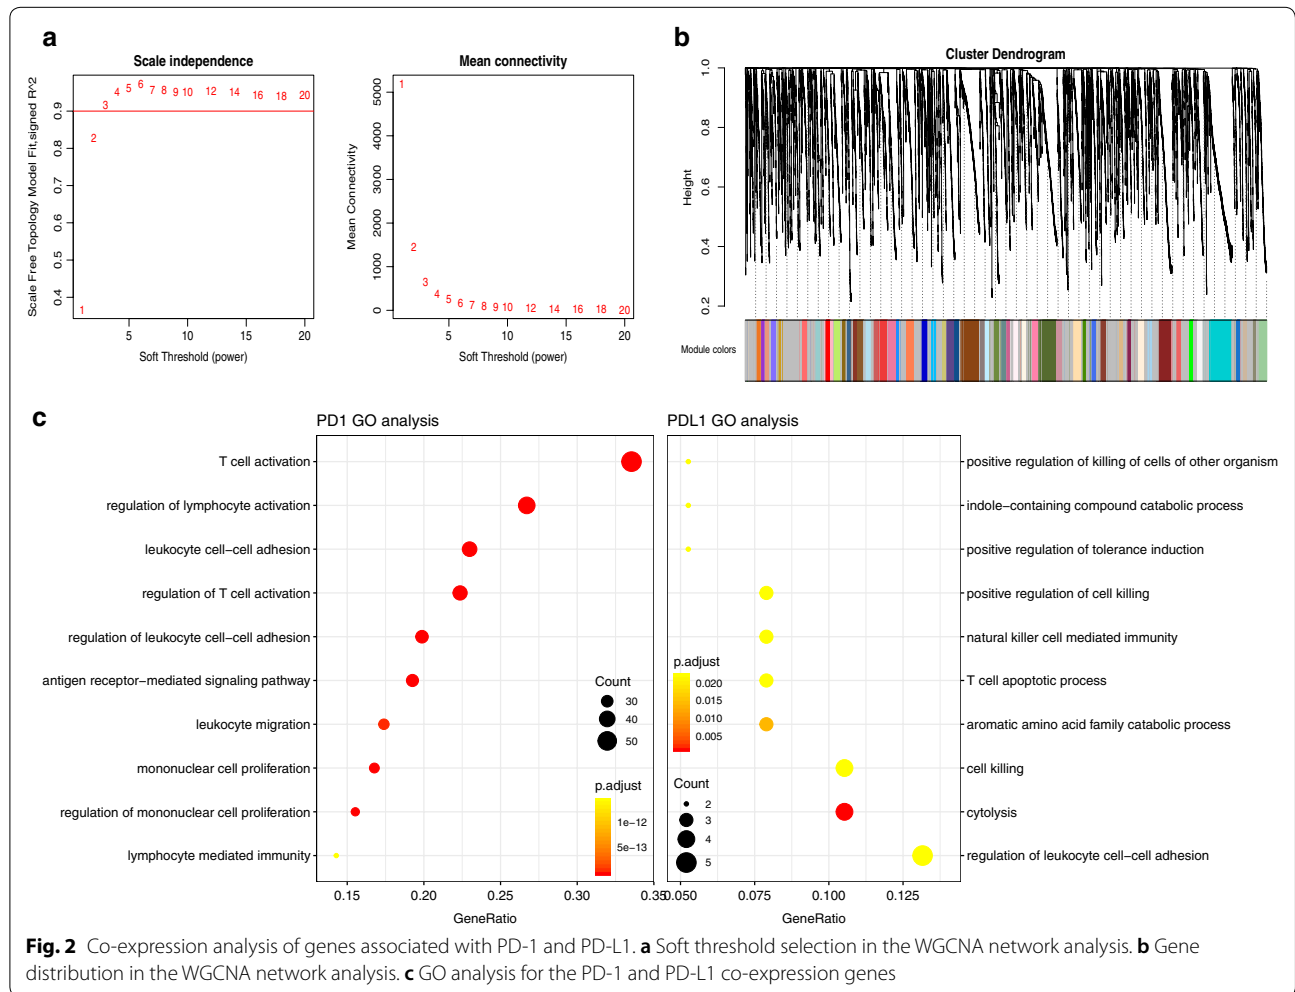 a
Scale independence
Scale Free Topology Model Fit,signed R^2
0.4 0.5 0.6 0.7 0.8 0.9
1 2 3 4 5 6 7 8 9 10 12 14 16 18 20
5 10 15 20
Soft Threshold (power)
Mean connectivity
Mean Connectivity
0 1000 2000 3000 4000 5000
1 2 3 4 5 6 7 8 9 10 12 14 16 18 20
5 10 15 20
Soft Threshold (power)
b
Cluster Dendrogram
Height
0.2 0.4 0.6 0.8 1.0
Module colors
c
PD1 GO analysis
T cell activation
regulation of lymphocyte activation
leukocyte cell−cell adhesion
regulation of T cell activation
regulation of leukocyte cell−cell adhesion
antigen receptor−mediated signaling pathway
leukocyte migration
mononuclear cell proliferation
regulation of mononuclear cell proliferation
lymphocyte mediated immunity
Count
30
40
50
p.adjust
1e−12
5e−13
0.15 0.20 0.25 0.30 0.35
GeneRatio
PDL1 GO analysis
positive regulation of killing of cells of other organism
indole−containing compound catabolic process
positive regulation of tolerance induction
positive regulation of cell killing
natural killer cell mediated immunity
T cell apoptotic process
aromatic amino acid family catabolic process
cell killing
cytolysis
regulation of leukocyte cell−cell adhesion
p.adjust
0.020
0.015
0.010
0.005
Count
2
3
4
5
0.050 0.075 0.100 0.125
GeneRatio
Fig. 2 Co-expression analysis of genes associated with PD-1 and PD-L1. a Soft threshold selection in the WGCNA network analysis. b Gene
distribution in the WGCNA network analysis. c GO analysis for the PD-1 and PD-L1 co-expression genes